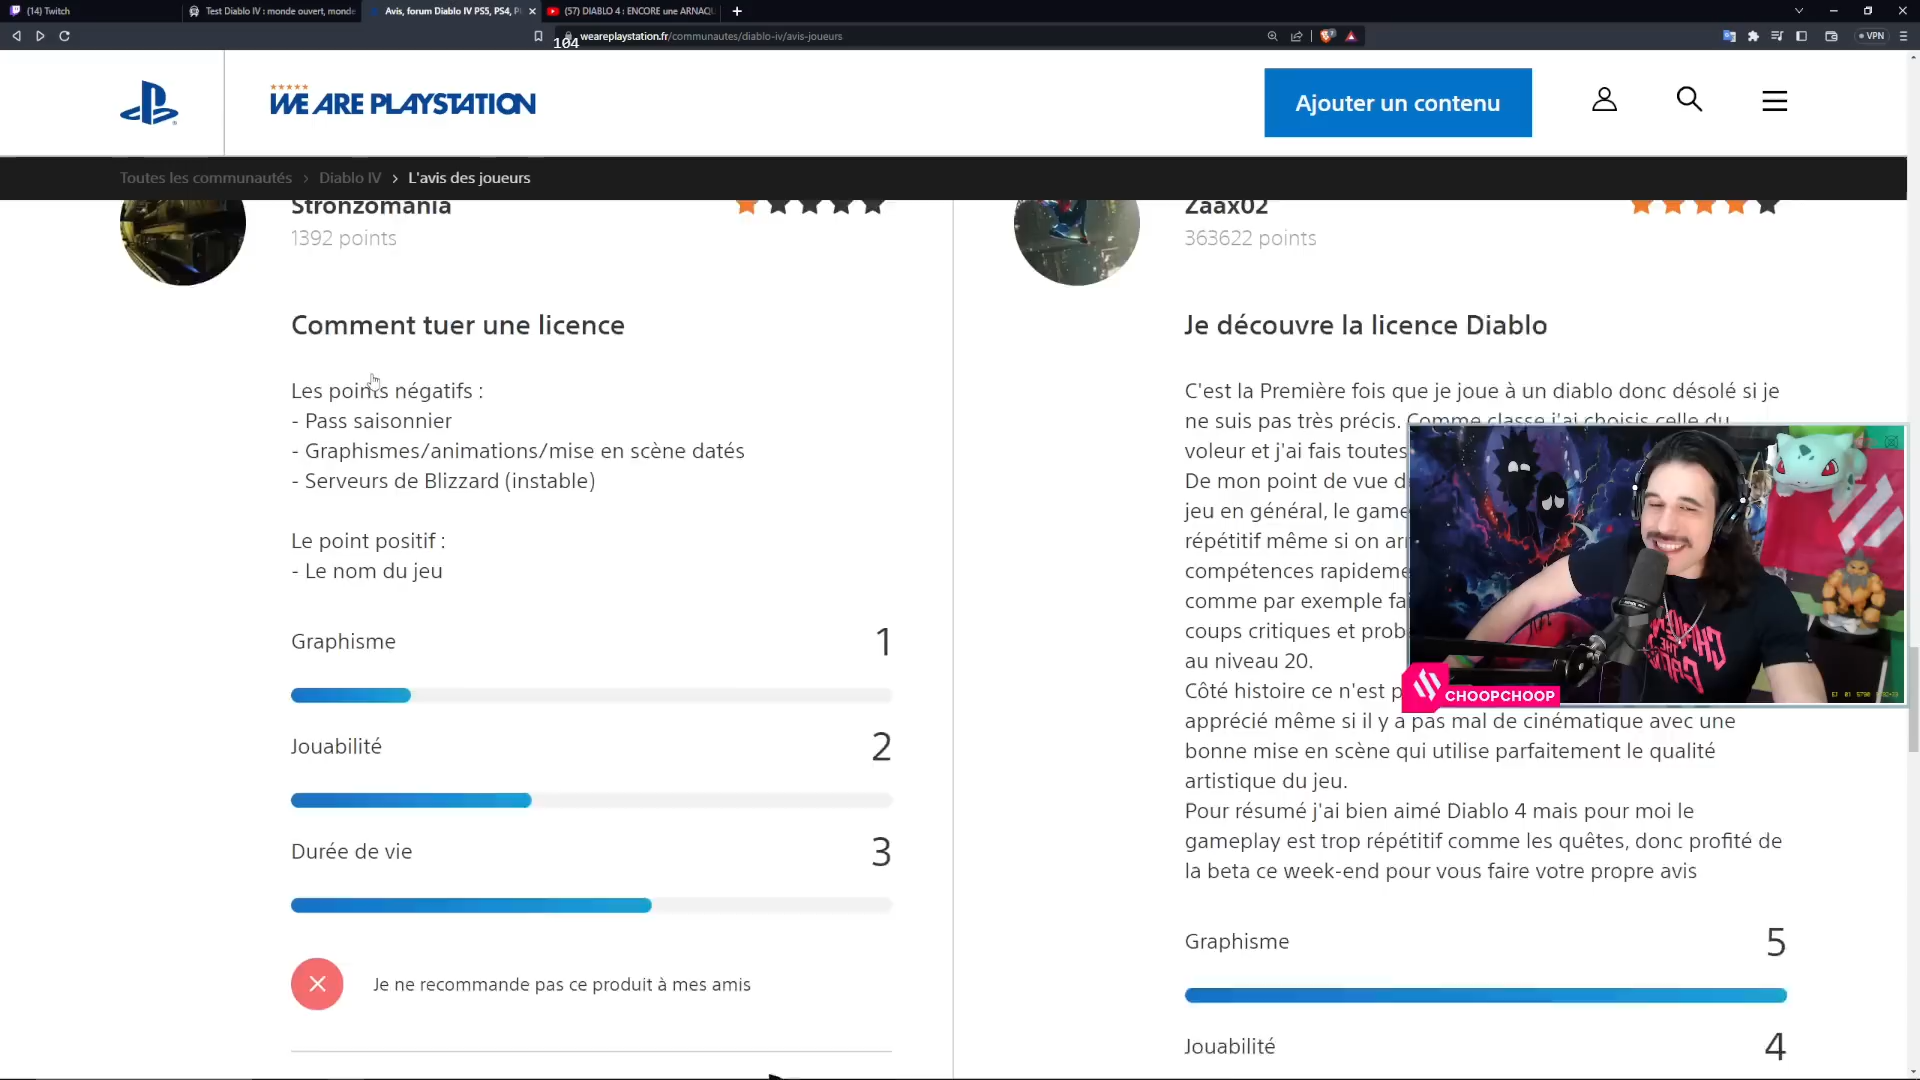 (14) Twitch
Test Diablo IV : monde ouvert, monde
Avis, forum Diablo IV PS5, PS4, P
(57) DIABLO 4 : ENCORE une ARNAQU
104
weareplaystation.fr/communautes/diablo-iv/avis-joueurs
VPN
WE ARE PLAYSTATION
Ajouter un contenu
Toutes les communautés > Diablo IV > L'avis des joueurs
Stronzomania
1392 points
Comment tuer une licence
Les points négatifs :
- Pass saisonnier
- Graphismes/animations/mise en scène datés
- Serveurs de Blizzard (instable)
Le point positif :
- Le nom du jeu
Graphisme
1
Jouabilité
2
Durée de vie
3
Je ne recommande pas ce produit à mes amis
Zaax02
363622 points
Je découvre la licence Diablo
C'est la Première fois que je joue à un diablo donc désolé si je
ne suis pas très précis. Comme classe j'ai choisis celle du
voleur et j'ai fais toutes
De mon point de vue
jeu en général, le game
répétitif même si on
compétences rapideme
comme par exemple
coups critiques et prob
au niveau 20.
Côté histoire ce n'est
apprécié même si il y a pas mal de cinématique avec une
bonne mise en scène qui utilise parfaitement le qualité
artistique du jeu.
Pour résumé j'ai bien aimé Diablo 4 mais pour moi le
gameplay est trop répétitif comme les quêtes, donc profité de
la beta ce week-end pour vous faire votre propre avis
Graphisme
5
Jouabilité
4
CHOOPCHOOP